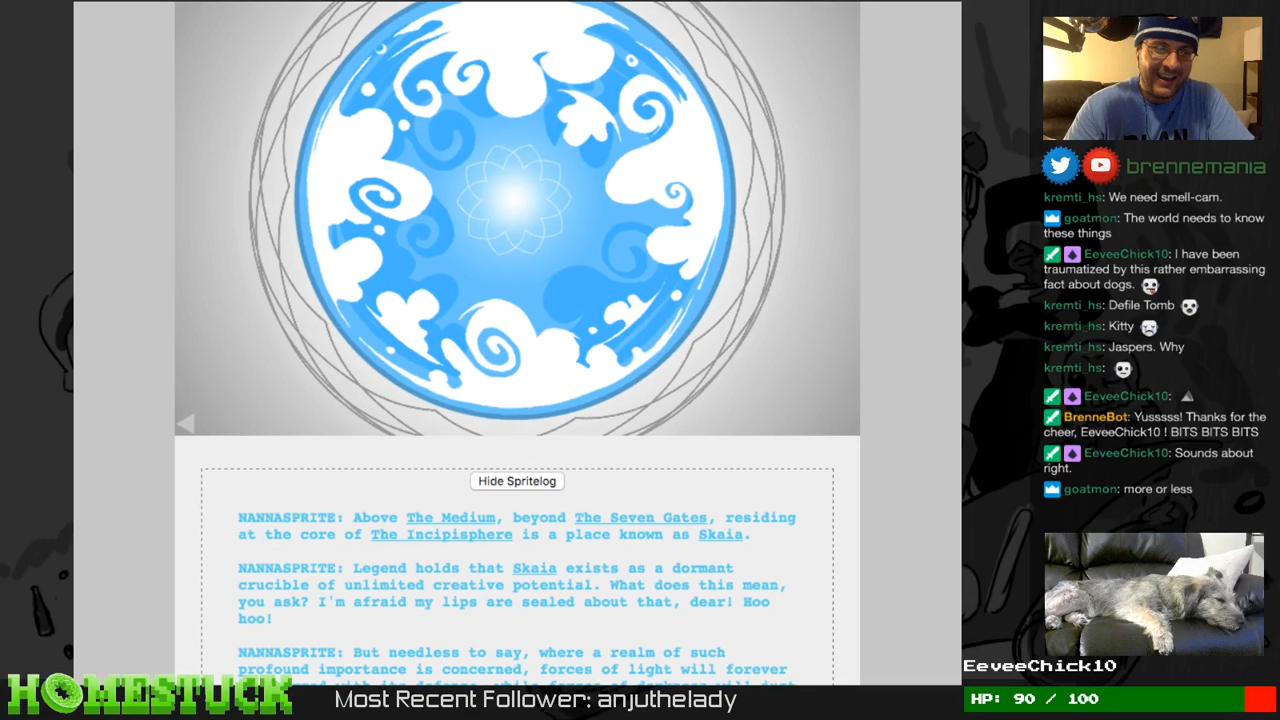 Hide Spritelog
NANNASPRITE: Above The Medium, beyond The Seven Gates, residing
at the core of The Incipisphere is a place known as Skaia.
NANNASPRITE: Legend holds that Skaia exists as a dormant
crucible of unlimited creative potential. What does this mean,
you ask? I'm afraid my lips are sealed about that, dear! Hoo
hoo!
NANNASPRITE: But needless to say, where a realm of such
profound importance is concerned, forces of light will forever
HOMESTUCK
Most Recent Follower: anjuthelady
brennemania
kremti_hs: We need smell-cam.
goatmon: The world needs to know
these things
EeveeChick10: I have been
traumatized by this rather embarrassing
fact about dogs.
kremti_hs: Defile Tomb
kremti_hs: Kitty
kremti_hs: Jaspers. Why
kremti_hs:
EeveeChick10:
BrenneBot: Yusssss! Thanks for the
cheer, EeveeChick10 ! BITS BITS BITS
EeveeChick10: Sounds about
right.
goatmon: more or less
EeveeChick10
HP: 90 / 100